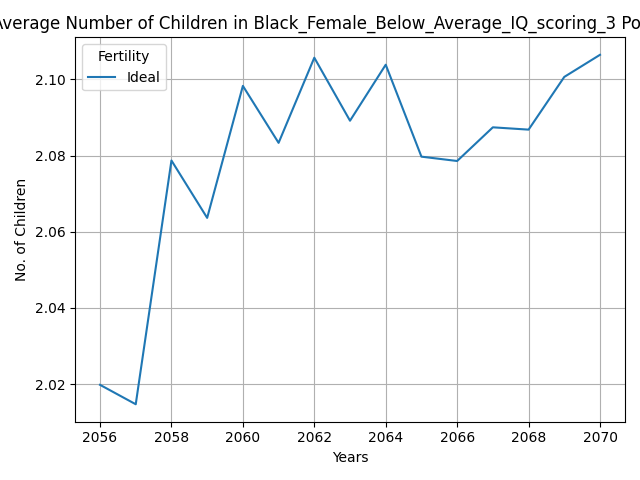 Average Number of Children in Black_Female_Below_Average_IQ_scoring_3 Po
Fertility
Ideal
2.10
2.08
2.06
2.04
2.02
No. of Children
2056 2058 2060 2062 2064 2066 2068 2070
Years